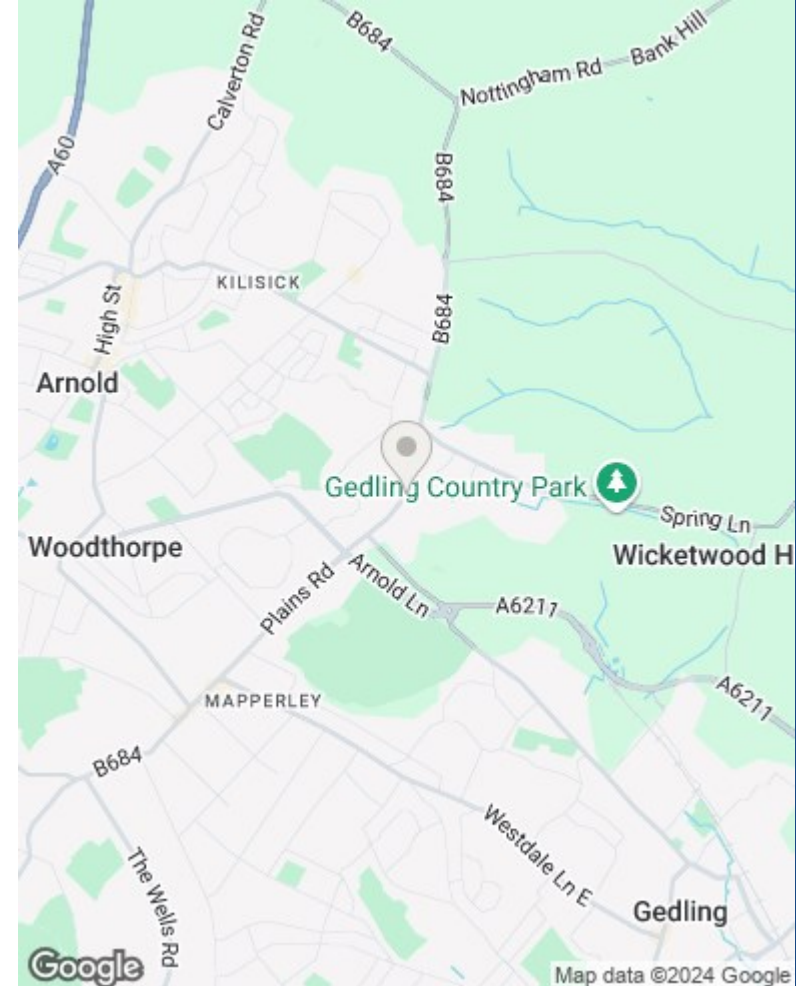 B684
Calverton Rd
Nottingham Rd
Bank Hill
A60
B684
KILISICK
High St
B684
Arnold
Gedling Country Park
Spring Ln
Woodthorpe
Wicketwood H
Plains Rd
Arnold Ln
A6211
MAPPERLEY
A6211
B684
Westdale Ln E
The Wells Rd
Gedling
Google
Map data ©2024 Google